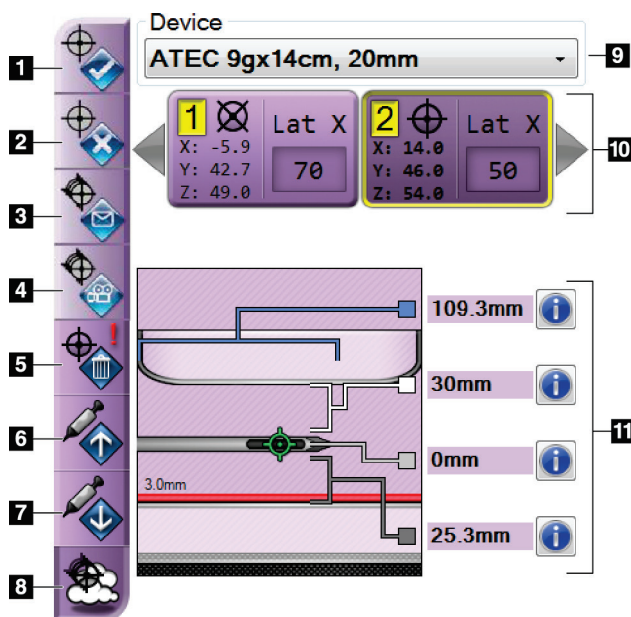 Device
ATEC 9gx14cm, 20mm
9
1
2
3
4
5
6
7
8
1
Lat X
X: -5.9
Y: 42.7
Z: 49.0
70
2
Lat X
X: 14.0
Y: 46.0
Z: 54.0
50
10
!
109.3mm
i
30mm
i
0mm
i
3.0mm
25.3mm
i
11